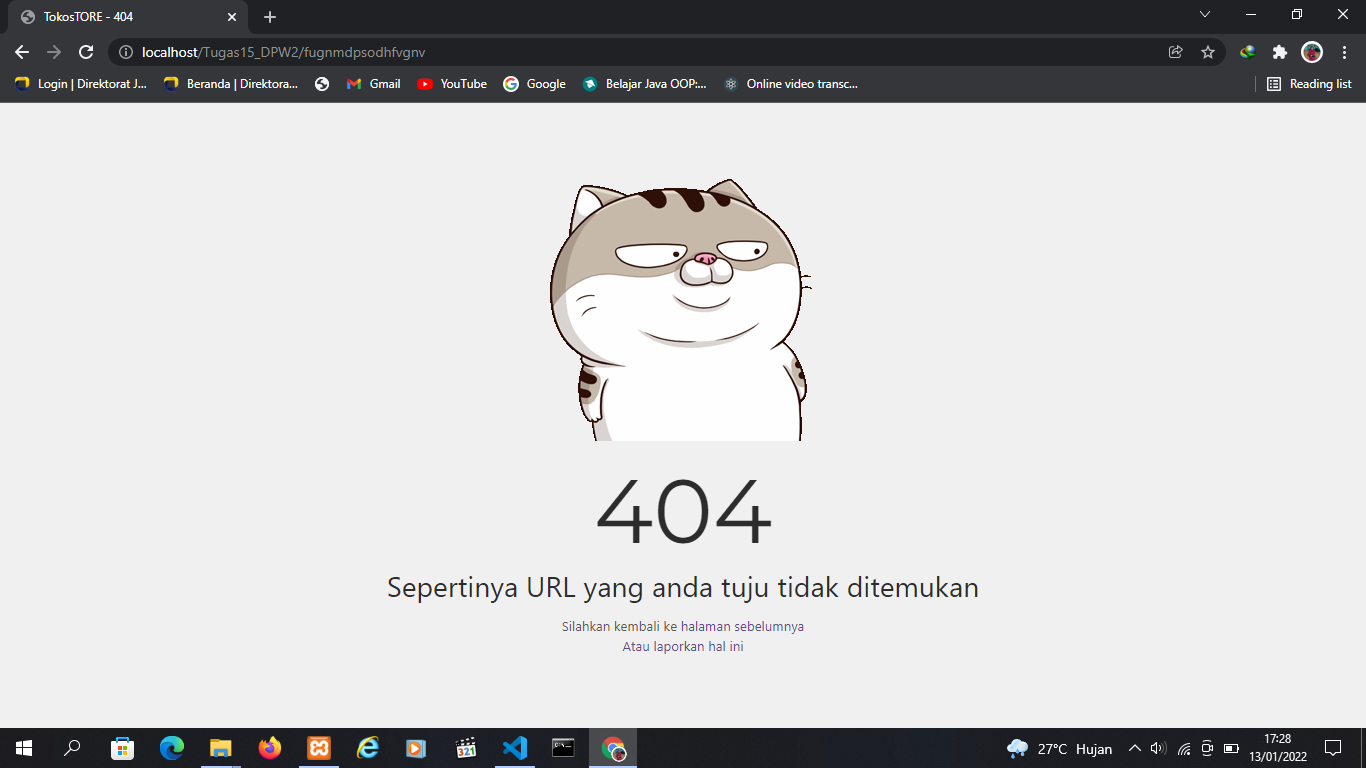 TokosTORE - 404
localhost/Tugas15_DPW2/fugnmdpsodhfvgnv
Login | Direktorat J...
Beranda | Direktora...
Gmail
YouTube
Google
Belajar Java OOP:...
Online video transc...
Reading list
404
Sepertinya URL yang anda tuju tidak ditemukan
Silahkan kembali ke halaman sebelumnya
Atau laporkan hal ini
321
27°C Hujan
17:28
13/01/2022